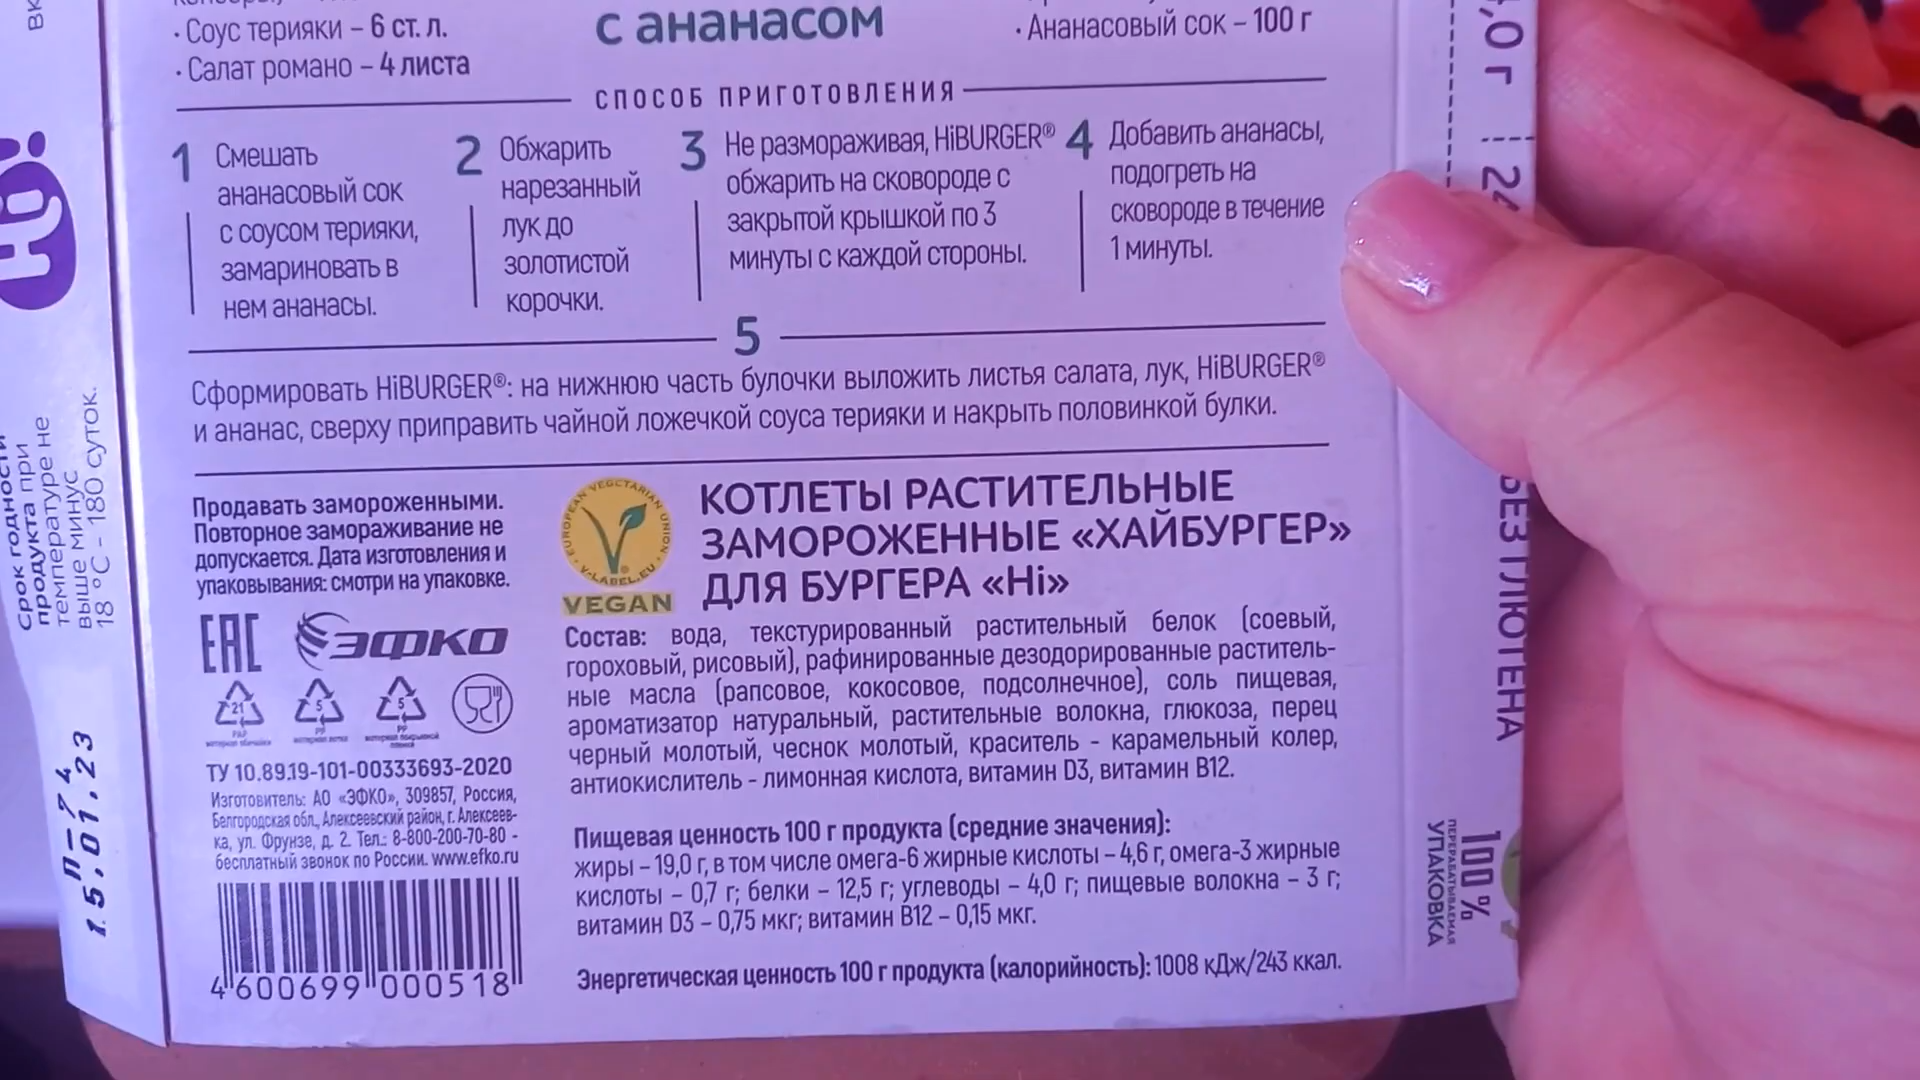 · Соус терияки – 6 ст. л.
· Салат романо – 4 листа
с ананасом
· Ананасовый сок – 100 г
СПОСОБ ПРИГОТОВЛЕНИЯ
1 Смешать
ананасовый сок
с соусом терияки,
замариновать в
нем ананасы.
2 Обжарить
нарезанный
лук до
золотистой
корочки.
3 Не размораживая, HiBURGER®
обжарить на сковороде с
закрытой крышкой по 3
минуты с каждой стороны.
4 Добавить ананасы,
подогреть на
сковороде в течение
1 минуты.
5
Сформировать HiBURGER®: на нижнюю часть булочки выложить листья салата, лук, HiBURGER®
и ананас, сверху приправить чайной ложечкой соуса терияки и накрыть половинкой булки.
Продавать замороженными.
Повторное замораживание не
допускается. Дата изготовления и
упаковывания: смотри на упаковке.
EAC ЭФКО
21 5 5
ТУ 10.89.19-101-00333693-2020
Изготовитель: АО «ЭФКО», 309857, Россия,
Белгородская обл., Алексеевский район, г. Алексеев-
ка, ул. Фрунзе, д. 2. Тел.: 8-800-200-70-80 -
бесплатный звонок по России. www.efko.ru
4 600699 000518
EUROPEAN VEGETARIAN UNION
V-LABEL.EU
VEGAN
КОТЛЕТЫ РАСТИТЕЛЬНЫЕ
ЗАМОРОЖЕННЫЕ «ХАЙБУРГЕР»
ДЛЯ БУРГЕРА «Hi»
Состав: вода, текстурированный растительный белок (соевый,
гороховый, рисовый), рафинированные дезодорированные раститель-
ные масла (рапсовое, кокосовое, подсолнечное), соль пищевая,
ароматизатор натуральный, растительные волокна, глюкоза, перец
черный молотый, чеснок молотый, краситель - карамельный колер,
антиокислитель - лимонная кислота, витамин D3, витамин B12.
Пищевая ценность 100 г продукта (средние значения):
жиры – 19,0 г, в том числе омега-6 жирные кислоты – 4,6 г, омега-3 жирные
кислоты – 0,7 г; белки – 12,5 г; углеводы – 4,0 г; пищевые волокна – 3 г;
витамин D3 – 0,75 мкг; витамин B12 – 0,15 мкг.
Энергетическая ценность 100 г продукта (калорийность): 1008 кДж/243 ккал.
Срок годности
продукта при
температуре не
выше минус
18 °C - 180 суток.
15.01.23
БЕЗ ГЛЮТЕНА
100 %
ПЕРЕРАБАТЫВАЕМАЯ
УПАКОВКА